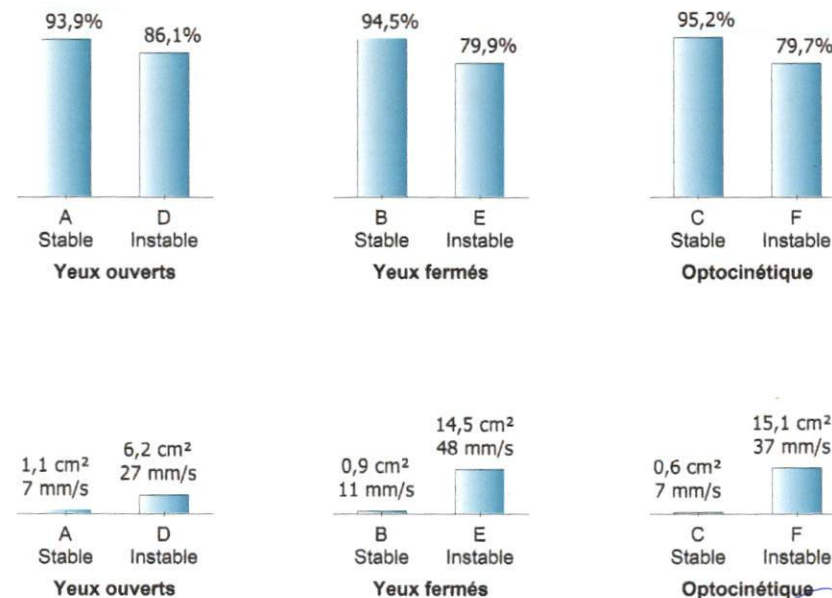 93,9% 86,1% 94,5% 79,9% 95,2% 79,7%
A D B E C F
Stable Instable Stable Instable Stable Instable
Yeux ouverts Yeux fermés Optocinétique
14,5 cm² 15,1 cm²
6,2 cm² 48 mm/s 37 mm/s
1,1 cm² 27 mm/s 0,9 cm² 0,6 cm²
7 mm/s 11 mm/s 7 mm/s
A D B E C F
Stable Instable Stable Instable Stable Instable
Yeux ouverts Yeux fermés Optocinétique